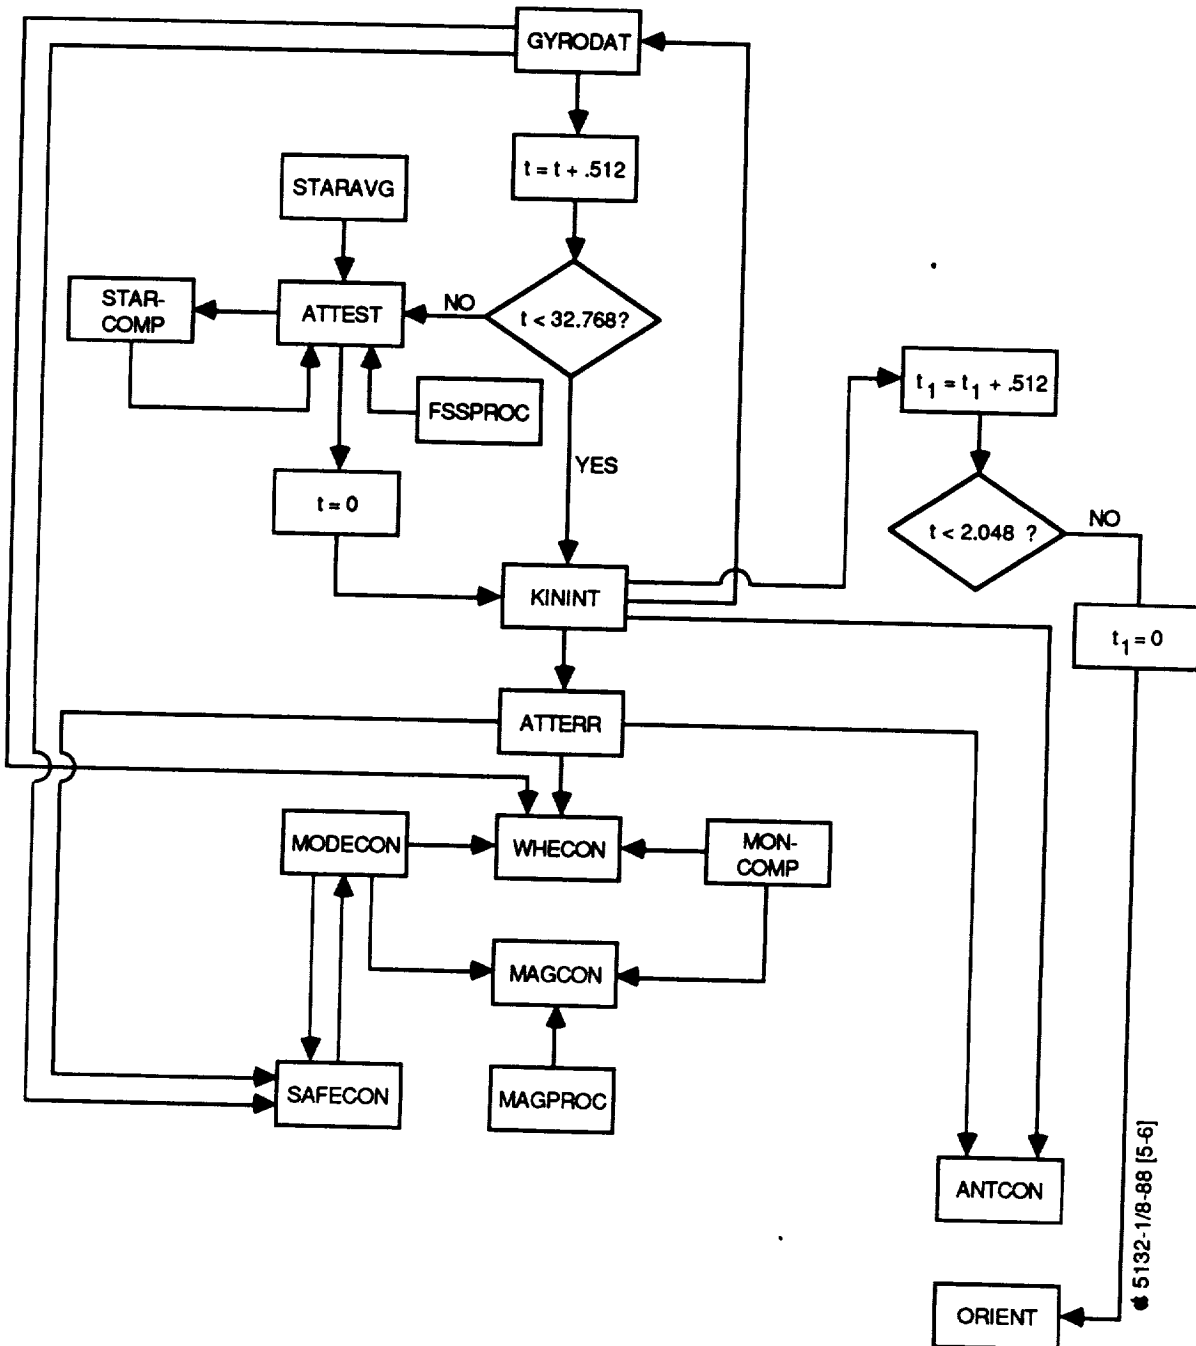 GYRODAT
t = t + .512
STARAVG
STAR-
COMP
ATTEST
NO
t < 32.768?
FSSPROC
t₁ = t₁ + .512
YES
t = 0
t < 2.048 ?
NO
KININT
t₁ = 0
ATTERR
MODECON
WHECON
MON-
COMP
MAGCON
SAFECON
MAGPROC
ANTCON
5132-1/8-88 [5-6]
ORIENT